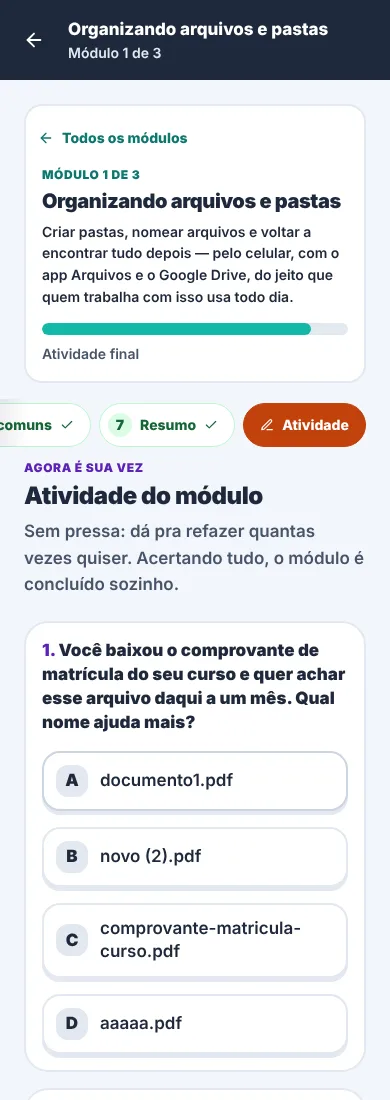 Organizando arquivos e pastas
Módulo 1 de 3
Todos os módulos
MÓDULO 1 DE 3
Organizando arquivos e pastas
Criar pastas, nomear arquivos e voltar a
encontrar tudo depois — pelo celular, com o
app Arquivos e o Google Drive, do jeito que
quem trabalha com isso usa todo dia.
Atividade final
comuns
7 Resumo
Atividade
AGORA É SUA VEZ
Atividade do módulo
Sem pressa: dá pra refazer quantas
vezes quiser. Acertando tudo, o módulo é
concluído sozinho.
1. Você baixou o comprovante de
matrícula do seu curso e quer achar
esse arquivo daqui a um mês. Qual
nome ajuda mais?
A documento1.pdf
B novo (2).pdf
C comprovante-matricula-
curso.pdf
D aaaaa.pdf